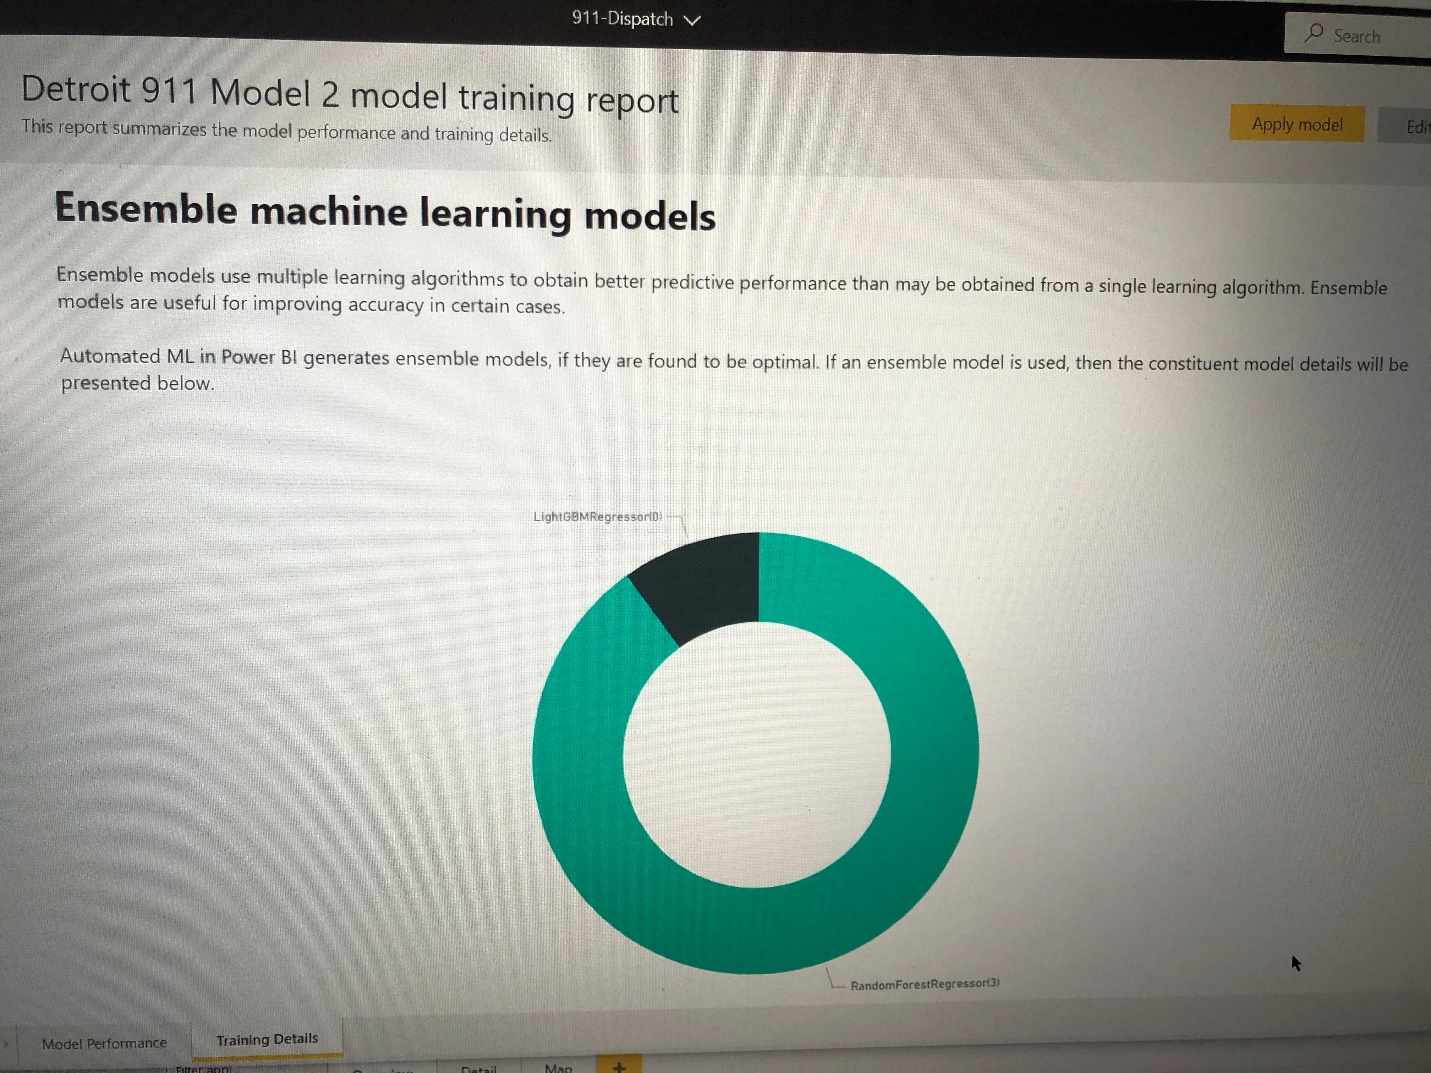 911-Dispatch
Search
Detroit 911 Model 2 model training report
This report summarizes the model performance and training details.
Apply model
Edit
Ensemble machine learning models
Ensemble models use multiple learning algorithms to obtain better predictive performance than may be obtained from a single learning algorithm. Ensemble
models are useful for improving accuracy in certain cases.
Automated ML in Power BI generates ensemble models, if they are found to be optimal. If an ensemble model is used, then the constituent model details will be
presented below.
LightGBMRegressor(0)
RandomForestRegressor(3)
Model Performance
Training Details
Detail
Map